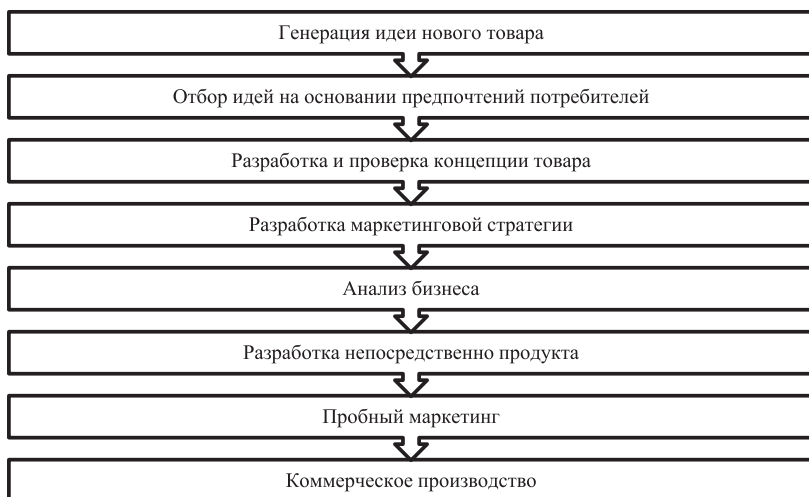 Генерация идеи нового товара
Отбор идей на основании предпочтений потребителей
Разработка и проверка концепции товара
Разработка маркетинговой стратегии
Анализ бизнеса
Разработка непосредственно продукта
Пробный маркетинг
Коммерческое производство